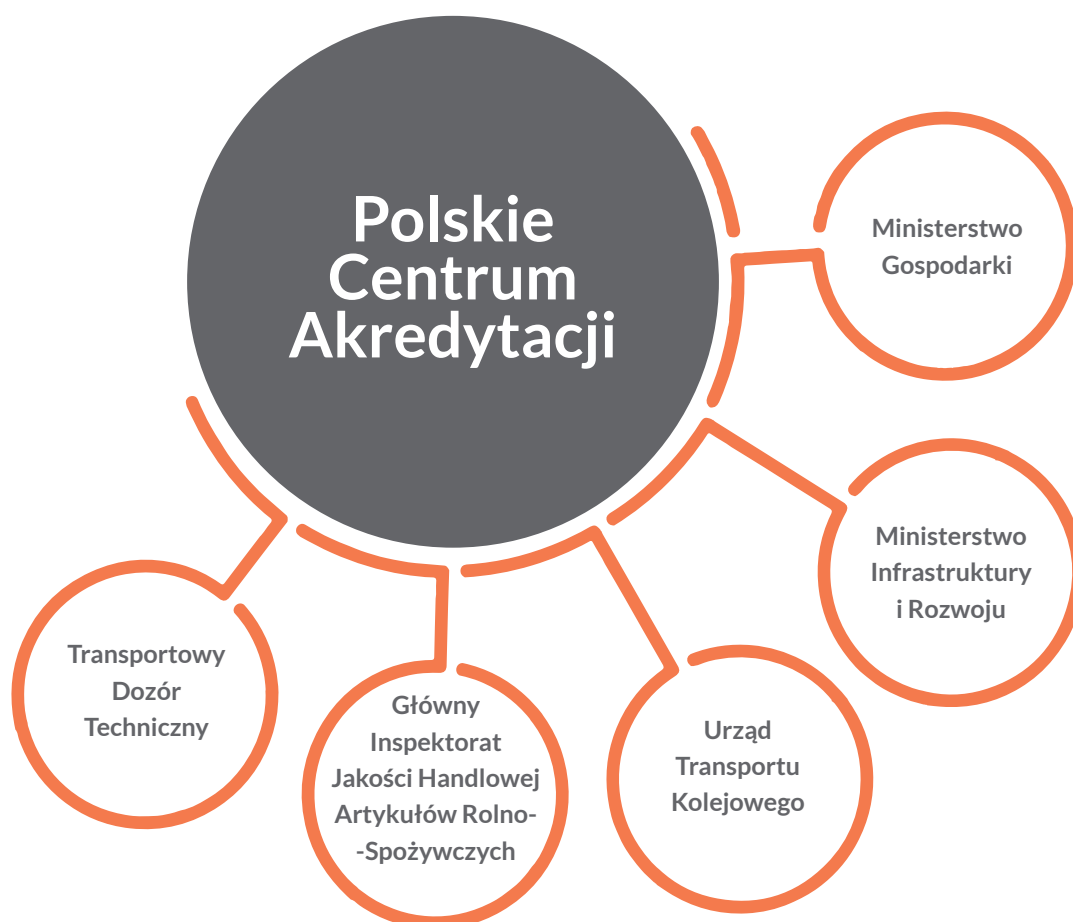 Polskie
Centrum
Akredytacji
Ministerstwo
Gospodarki
Ministerstwo
Infrastruktury
i Rozwoju
Urząd
Transportu
Kolejowego
Główny
Inspektorat
Jakości Handlowej
Artykułów Rolno-
-Spożywczych
Transportowy
Dozór
Techniczny